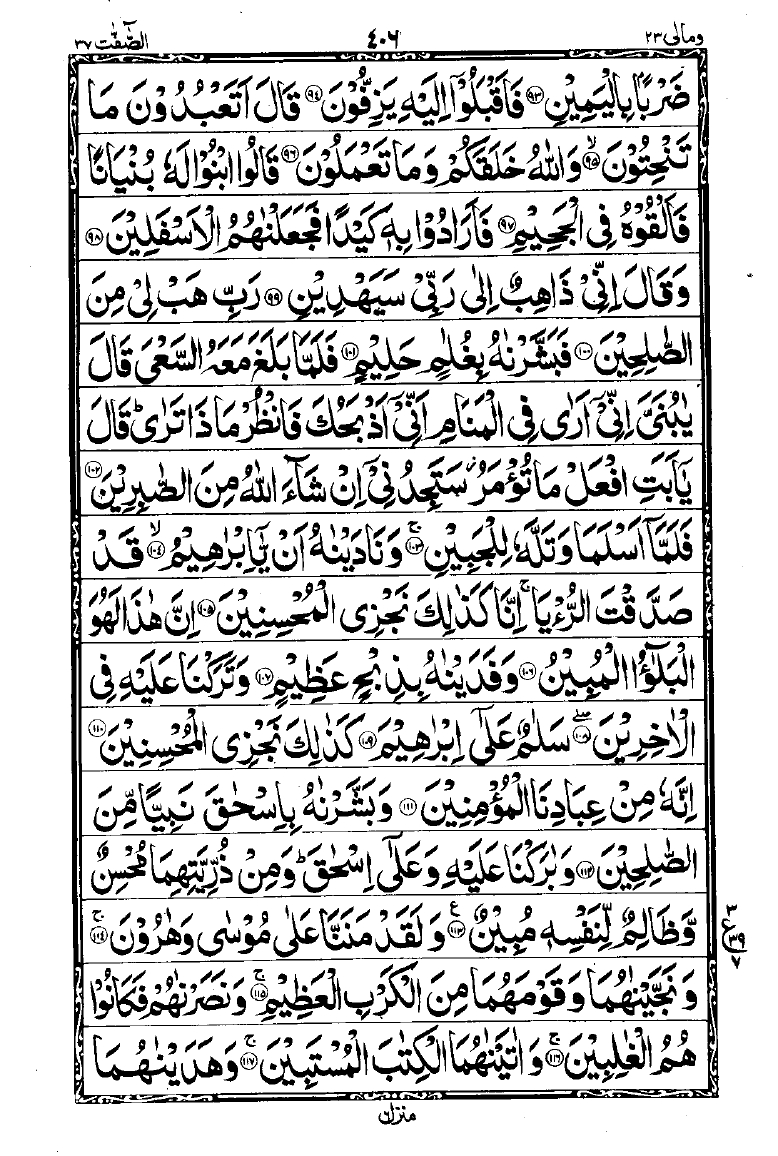 ومالی ٢٣ ٤٠٦ الصّٰفّٰت ٣٧
ضَرْبًۢا بِالْيَمِيْنِ ﴿٩٣﴾ فَاَقْبَلُوْٓا اِلَيْهِ يَزِفُّوْنَ ﴿٩٤﴾ قَالَ اَتَعْبُدُوْنَ مَا
تَنْحِتُوْنَ ۙ﴿٩٥﴾ وَاللّٰهُ خَلَقَكُمْ وَمَا تَعْمَلُوْنَ ﴿٩٦﴾ قَالُوا ابْنُوْا لَهٗ بُنْيَانًا
فَاَلْقُوْهُ فِى الْجَحِيْمِ ﴿٩٧﴾ فَاَرَادُوْا بِهٖ كَيْدًا فَجَعَلْنٰهُمُ الْاَسْفَلِيْنَ ﴿٩٨﴾
وَقَالَ اِنِّىْ ذَاهِبٌ اِلٰى رَبِّىْ سَيَهْدِيْنِ ﴿٩٩﴾ رَبِّ هَبْ لِىْ مِنَ
الصّٰلِحِيْنَ ﴿١٠٠﴾ فَبَشَّرْنٰهُ بِغُلٰمٍ حَلِيْمٍ ﴿١٠١﴾ فَلَمَّا بَلَغَ مَعَهُ السَّعْىَ قَالَ
يٰبُنَىَّ اِنِّىْٓ اَرٰى فِى الْمَنَامِ اَنِّىْٓ اَذْبَحُكَ فَانْظُرْ مَاذَا تَرٰىؕ قَالَ
يٰٓاَبَتِ افْعَلْ مَا تُؤْمَرُ ؗ سَتَجِدُنِىْٓ اِنْ شَآءَ اللّٰهُ مِنَ الصّٰبِرِيْنَ ﴿١٠٢﴾
فَلَمَّآ اَسْلَمَا وَتَلَّهٗ لِلْجَبِيْنِ ۚ﴿١٠٣﴾ وَنَادَيْنٰهُ اَنْ يّٰٓاِبْرٰهِيْمُ ۙ﴿١٠٤﴾ قَدْ
صَدَّقْتَ الرُّءْيَا ۚ اِنَّا كَذٰلِكَ نَجْزِى الْمُحْسِنِيْنَ ﴿١٠٥﴾ اِنَّ هٰذَا لَهُوَ
الْبَلٰٓؤُا الْمُبِيْنُ ﴿١٠٦﴾ وَفَدَيْنٰهُ بِذِبْحٍ عَظِيْمٍ ﴿١٠٧﴾ وَتَرَكْنَا عَلَيْهِ فِى
الْاٰخِرِيْنَ ۖ﴿١٠٨﴾ سَلٰمٌ عَلٰٓى اِبْرٰهِيْمَ ﴿١٠٩﴾ كَذٰلِكَ نَجْزِى الْمُحْسِنِيْنَ ﴿١١٠﴾
اِنَّهٗ مِنْ عِبَادِنَا الْمُؤْمِنِيْنَ ﴿١١١﴾ وَبَشَّرْنٰهُ بِاِسْحٰقَ نَبِيًّا مِّنَ
الصّٰلِحِيْنَ ﴿١١٢﴾ وَبٰرَكْنَا عَلَيْهِ وَعَلٰٓى اِسْحٰقَؕ وَمِنْ ذُرِّيَّتِهِمَا مُحْسِنٌ
وَّظَالِمٌ لِّنَفْسِهٖ مُبِيْنٌ ﴿١١٣﴾ع وَلَقَدْ مَنَنَّا عَلٰى مُوْسٰى وَهٰرُوْنَ ۚ﴿١١٤﴾
٣ ع ٣٩ ٧
وَنَجَّيْنٰهُمَا وَقَوْمَهُمَا مِنَ الْكَرْبِ الْعَظِيْمِ ۚ﴿١١٥﴾ وَنَصَرْنٰهُمْ فَكَانُوْا
هُمُ الْغٰلِبِيْنَ ۚ﴿١١٦﴾ وَاٰتَيْنٰهُمَا الْكِتٰبَ الْمُسْتَبِيْنَ ۚ﴿١١٧﴾ وَهَدَيْنٰهُمَا
منزل